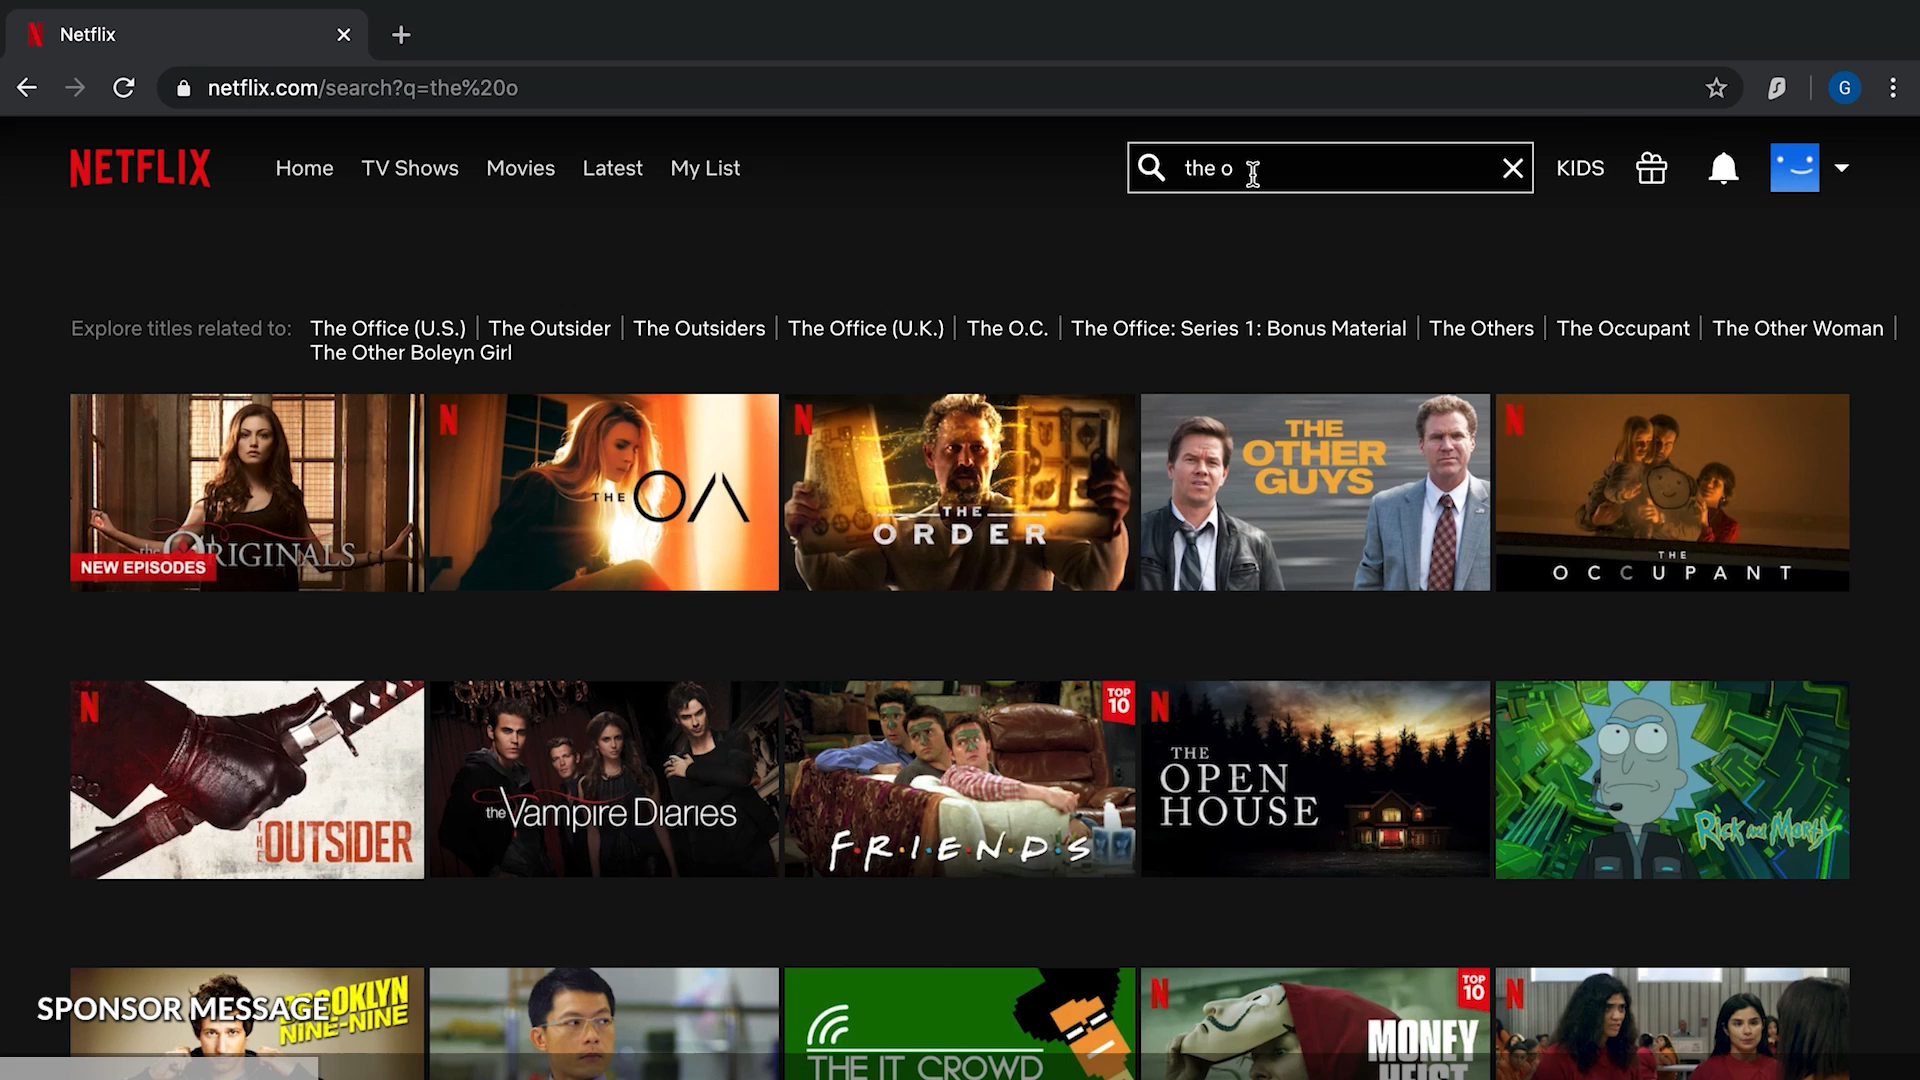 Netflix
netflix.com/search?q=the%20o
G
NETFLIX
Home
TV Shows
Movies
Latest
My List
the o
KIDS
Explore titles related to:
The Office (U.S.) | The Outsider | The Outsiders | The Office (U.K.) | The O.C. | The Office: Series 1: Bonus Material | The Others | The Occupant | The Other Woman |
The Other Boleyn Girl
the ORIGINALS
NEW EPISODES
THE OA
THE
ORDER
THE
OTHER
GUYS
THE
OCCUPANT
THE OUTSIDER
the Vampire Diaries
TOP
10
F·R·I·E·N·D·S
THE
OPEN
HOUSE
Rick and Morty
SPONSOR MESSAGE
BROOKLYN
NINE-NINE
THE IT CROWD
TOP
10
MONEY
HEIST